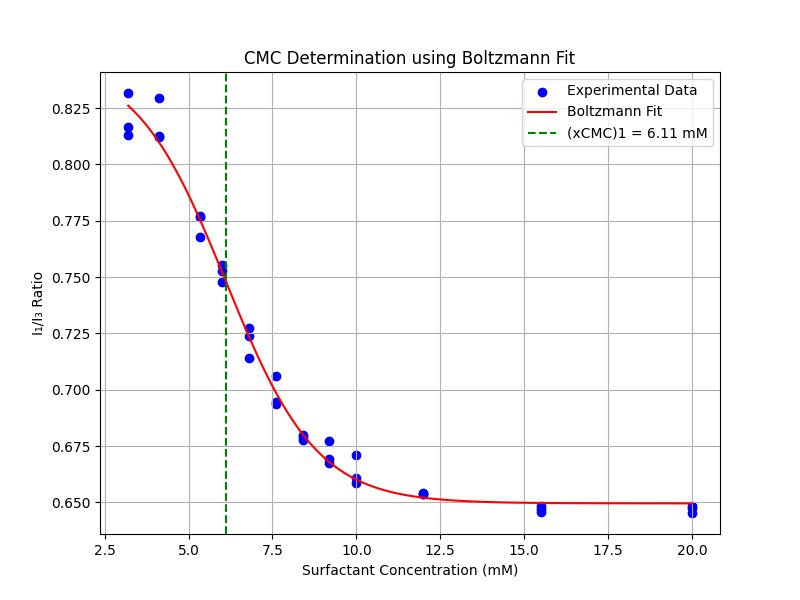 CMC Determination using Boltzmann Fit
Experimental Data
Boltzmann Fit
(xCMC)1 = 6.11 mM
I₁/I₃ Ratio
0.825
0.800
0.775
0.750
0.725
0.700
0.675
0.650
2.5 5.0 7.5 10.0 12.5 15.0 17.5 20.0
Surfactant Concentration (mM)